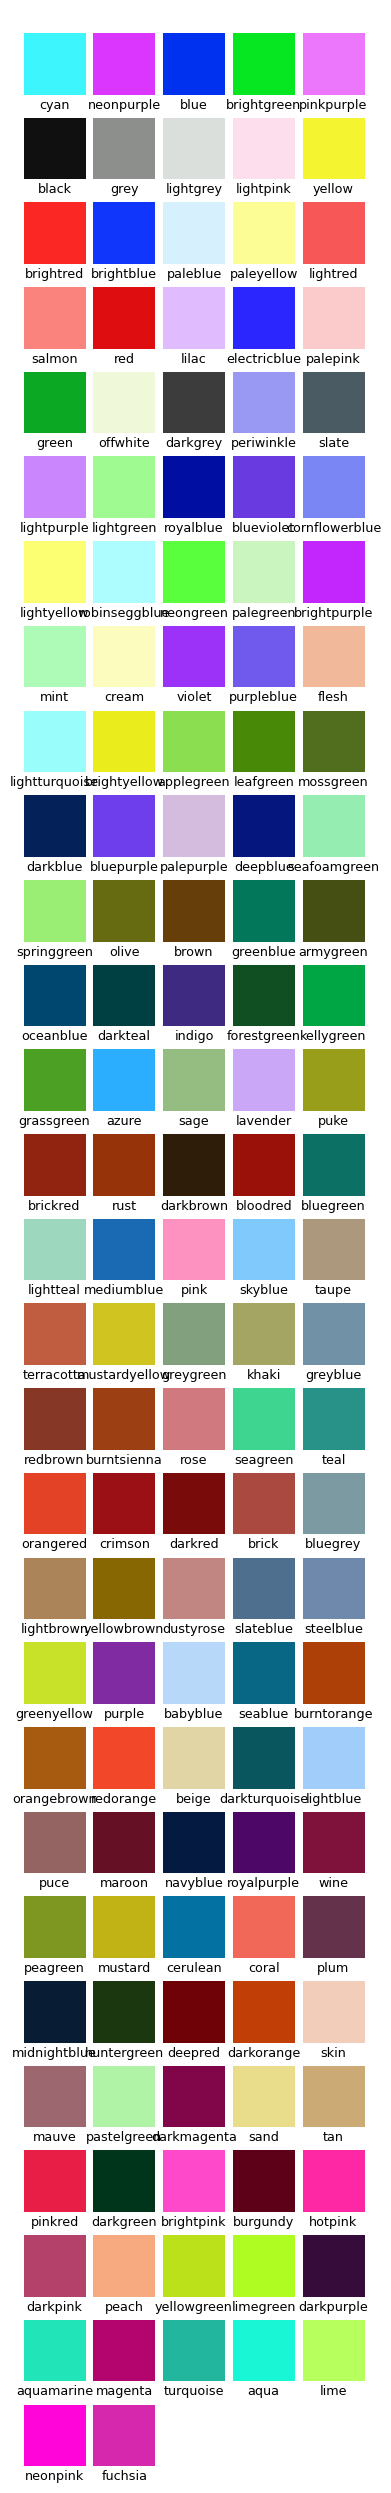 cyan neonpurple blue brightgreen pinkpurple
black grey lightgrey lightpink yellow
brightred brightblue paleblue paleyellow lightred
salmon red lilac electricblue palepink
green offwhite darkgrey periwinkle slate
lightpurple lightgreen royalblue blueviolet cornflowerblue
lightyellow robinseggblue neongreen palegreen brightpurple
mint cream violet purpleblue flesh
lightturquoise brightyellow applegreen leafgreen mossgreen
darkblue bluepurple palepurple deepblue seafoamgreen
springgreen olive brown greenblue armygreen
oceanblue darkteal indigo forestgreen kellygreen
grassgreen azure sage lavender puke
brickred rust darkbrown bloodred bluegreen
lightteal mediumblue pink skyblue taupe
terracotta mustardyellow greygreen khaki greyblue
redbrown burntsienna rose seagreen teal
orangered crimson darkred brick bluegrey
lightbrown yellowbrown dustyrose slateblue steelblue
greenyellow purple babyblue seablue burntorange
orangebrown redorange beige darkturquoise lightblue
puce maroon navyblue royalpurple wine
peagreen mustard cerulean coral plum
midnightblue huntergreen deepred darkorange skin
mauve pastelgreen darkmagenta sand tan
pinkred darkgreen brightpink burgundy hotpink
darkpink peach yellowgreen limegreen darkpurple
aquamarine magenta turquoise aqua lime
neonpink fuchsia